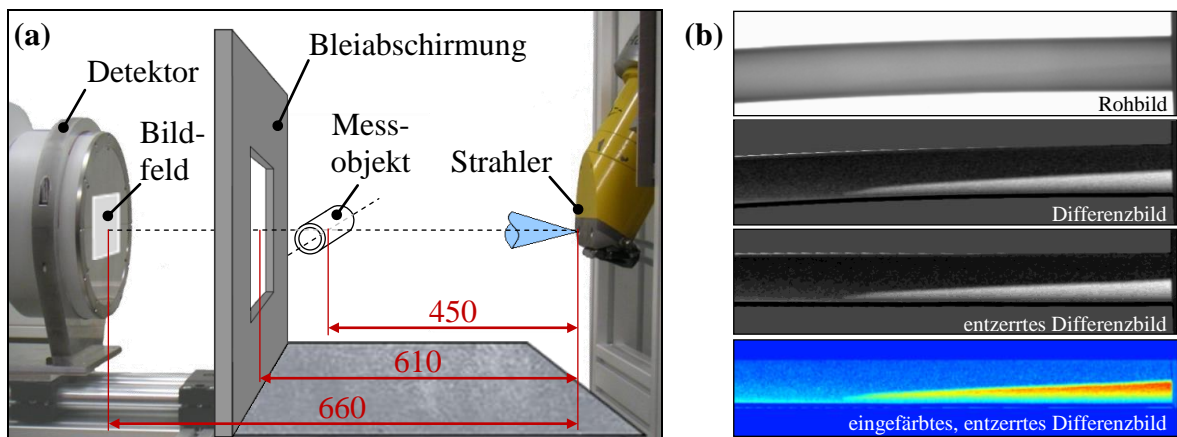 (a)
Bleiabschirmung
Detektor
Bild-
feld
Mess-
objekt
Strahler
450
610
660
(b)
Rohbild
Differenzbild
entzerrtes Differenzbild
eingefärbtes, entzerrtes Differenzbild